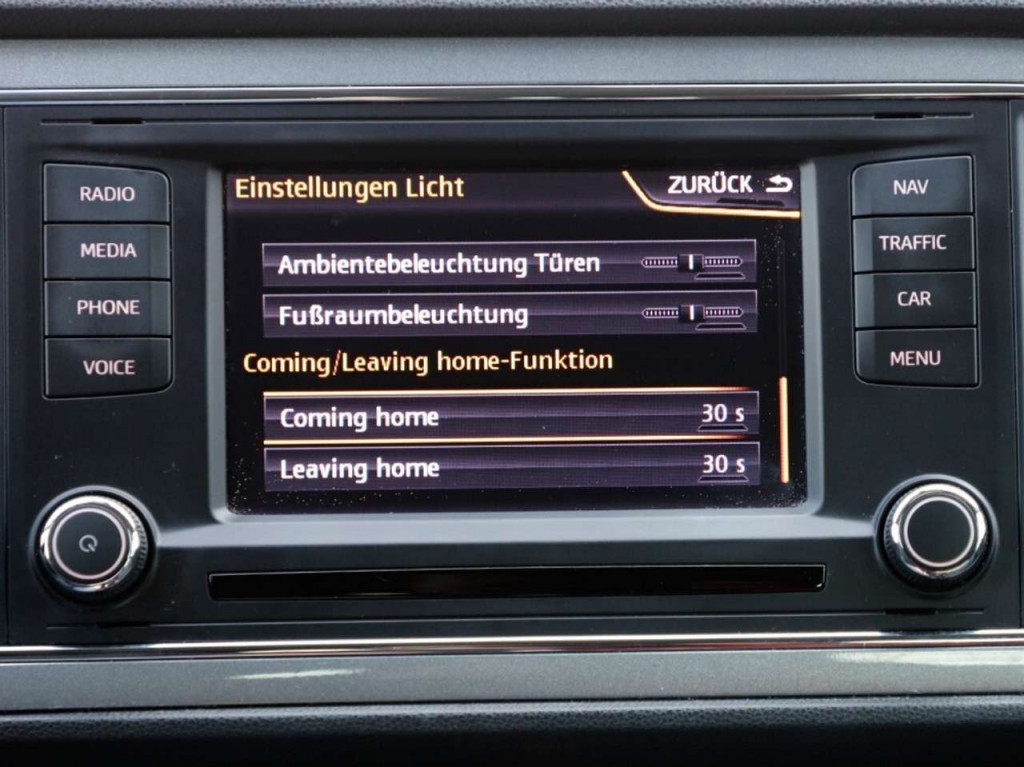 Einstellungen Licht
ZURÜCK
Ambientebeleuchtung Türen
Fußraumbeleuchtung
Coming/Leaving home-Funktion
Coming home 30 s
Leaving home 30 s
RADIO
MEDIA
PHONE
VOICE
NAV
TRAFFIC
CAR
MENU